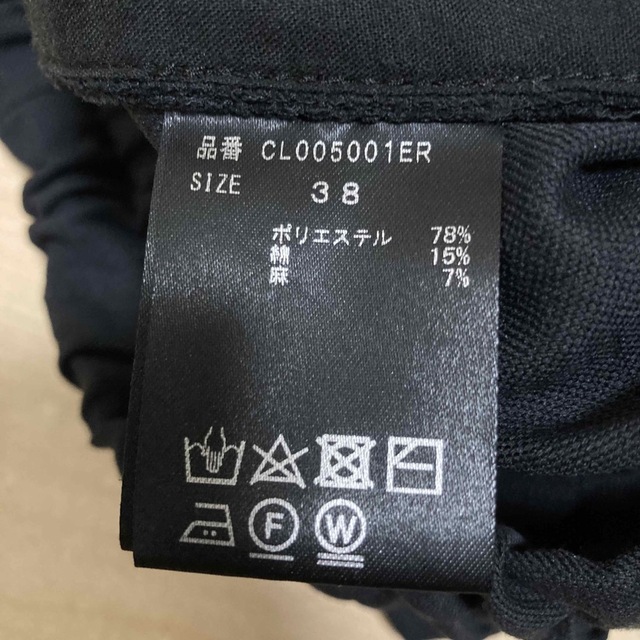 品番 CL005001ER
SIZE 38
ポリエステル 78%
綿 15%
麻 7%
F W